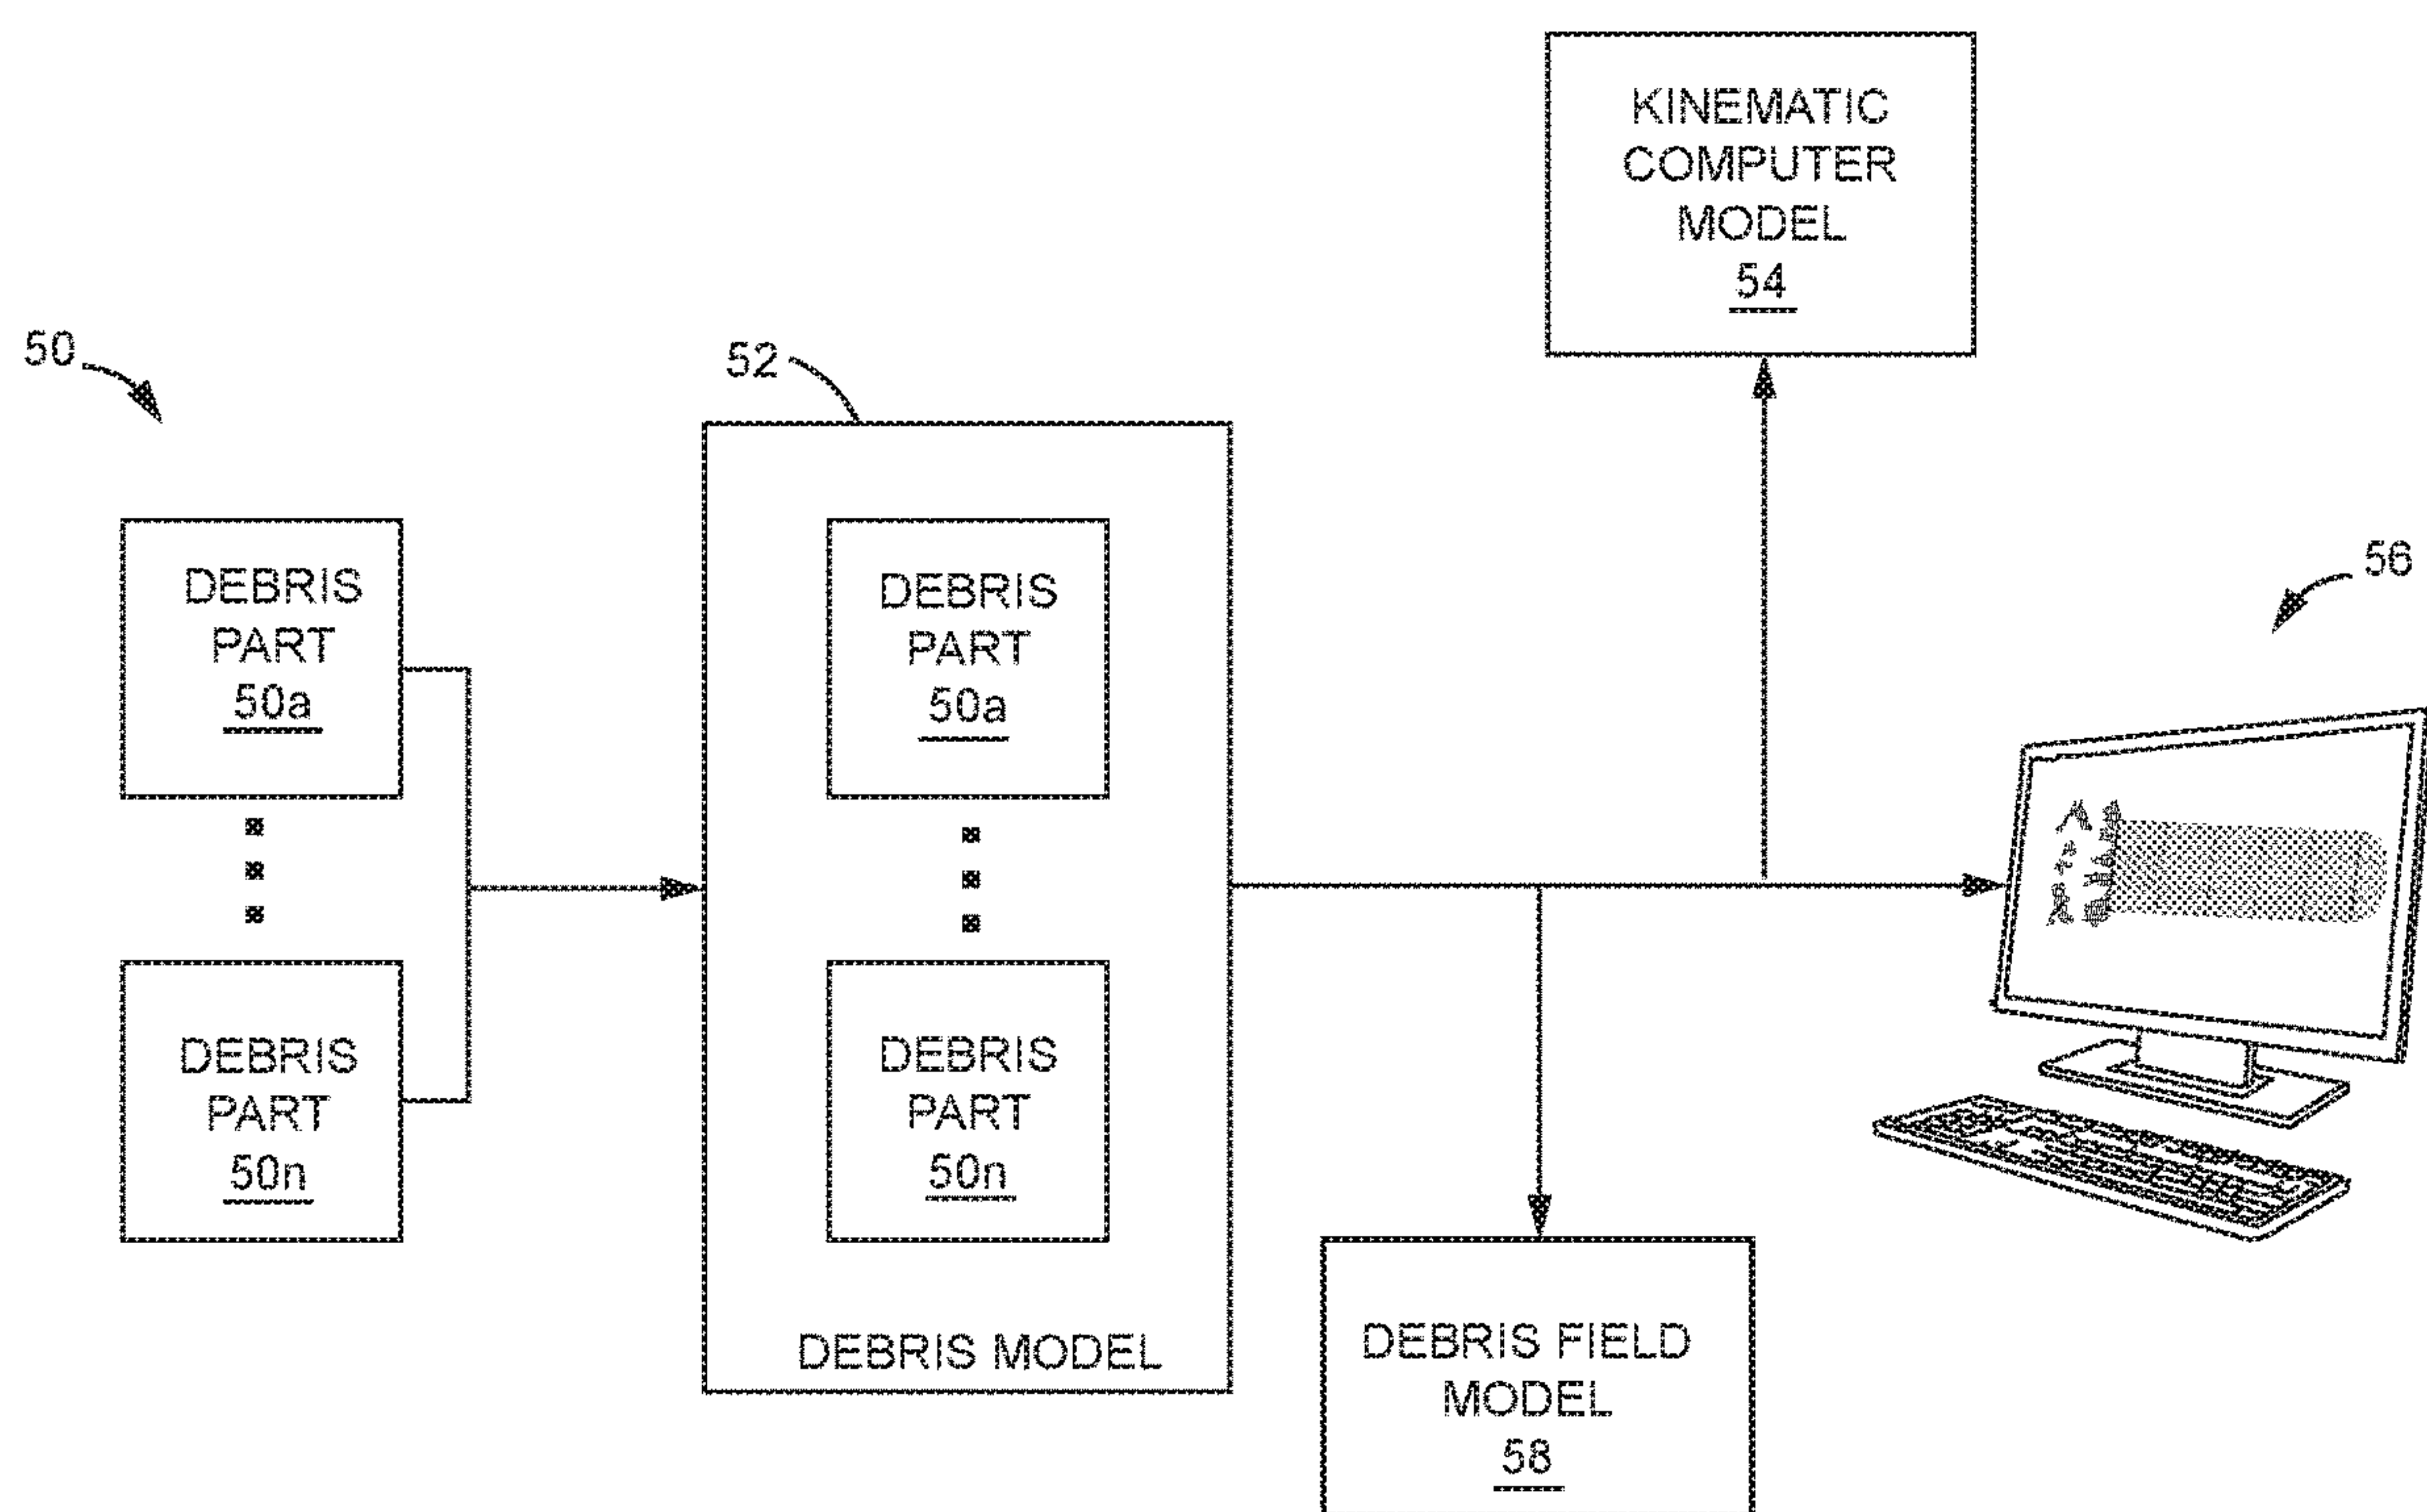 KINEMATIC
COMPUTER
MODEL
54
50
52
56
DEBRIS
PART
50a
DEBRIS
PART
50n
DEBRIS
PART
50a
DEBRIS
PART
50n
DEBRIS MODEL
DEBRIS FIELD
MODEL
58